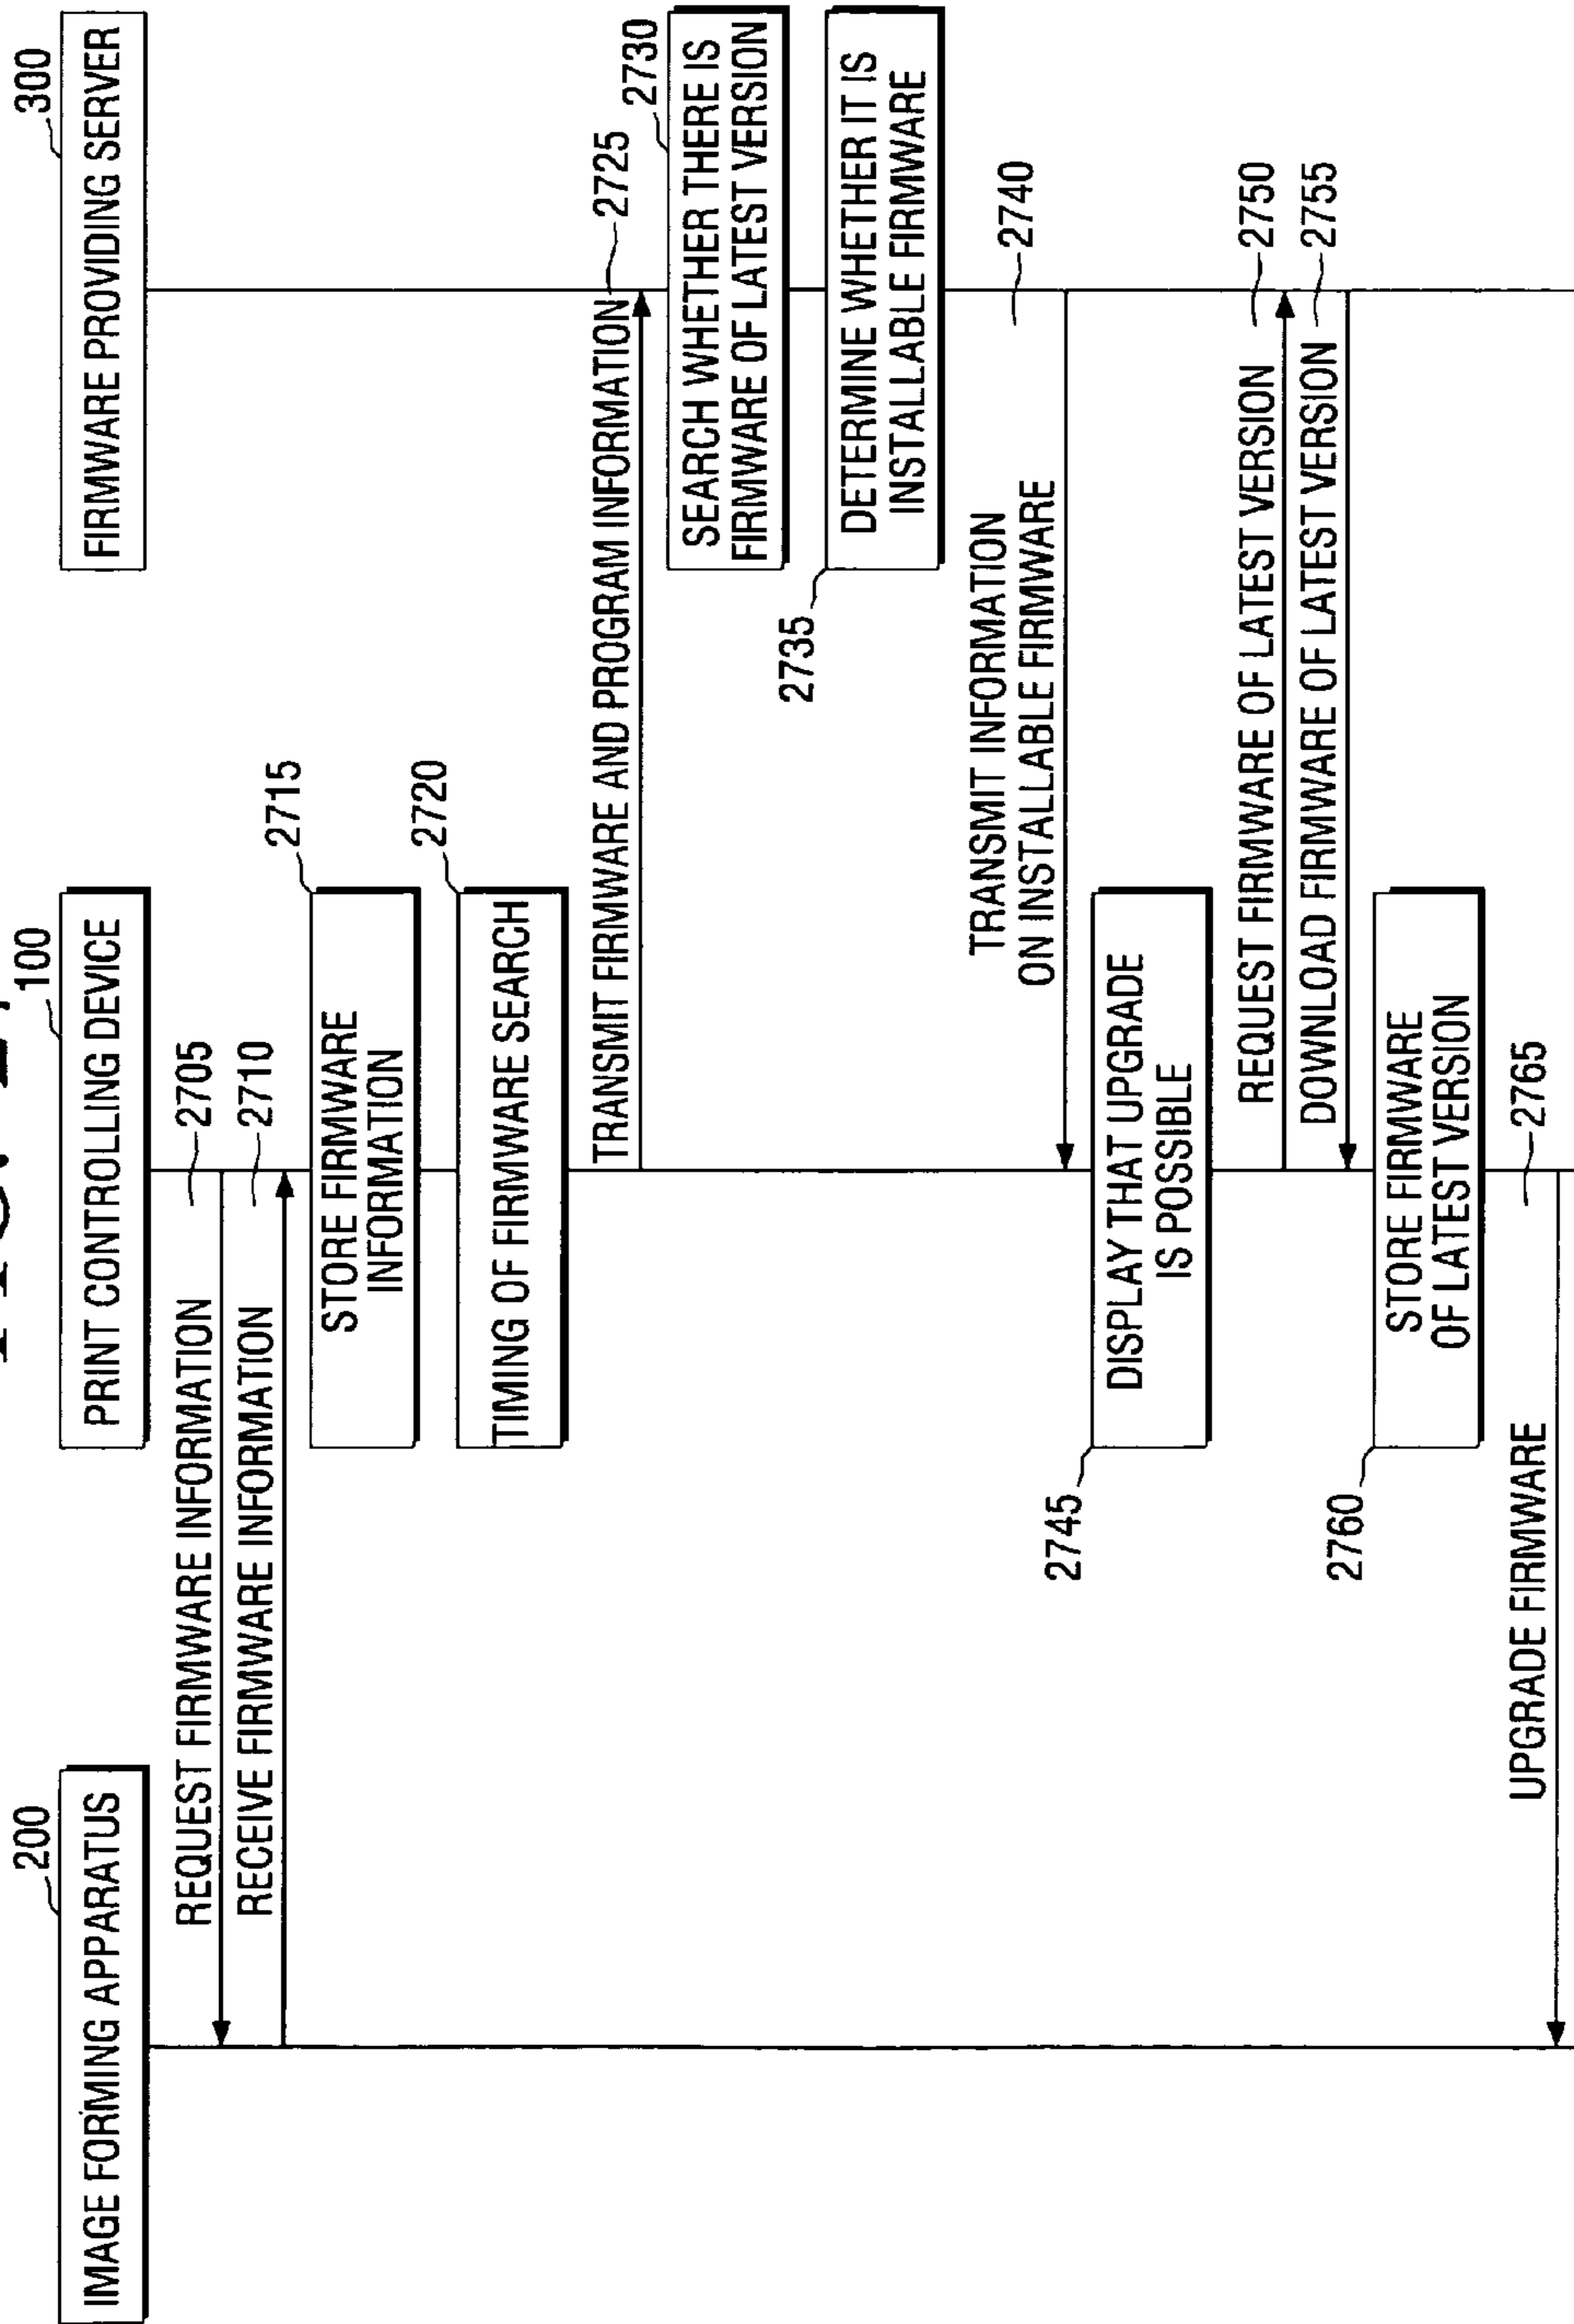 200
IMAGE FORMING APPARATUS
100
PRINT CONTROLLING DEVICE
300
FIRMWARE PROVIDING SERVER
REQUEST FIRMWARE INFORMATION
2705
RECEIVE FIRMWARE INFORMATION
2710
2715
STORE FIRMWARE
INFORMATION
2720
TIMING OF FIRMWARE SEARCH
TRANSMIT FIRMWARE AND PROGRAM INFORMATION
2725
2730
SEARCH WHETHER THERE IS
FIRMWARE OF LATEST VERSION
2735
DETERMINE WHETHER IT IS
INSTALLABLE FIRMWARE
TRANSMIT INFORMATION
ON INSTALLABLE FIRMWARE
2740
2745
DISPLAY THAT UPGRADE
IS POSSIBLE
REQUEST FIRMWARE OF LATEST VERSION
2750
DOWNLOAD FIRMWARE OF LATEST VERSION
2755
2760
STORE FIRMWARE
OF LATEST VERSION
UPGRADE FIRMWARE
2765